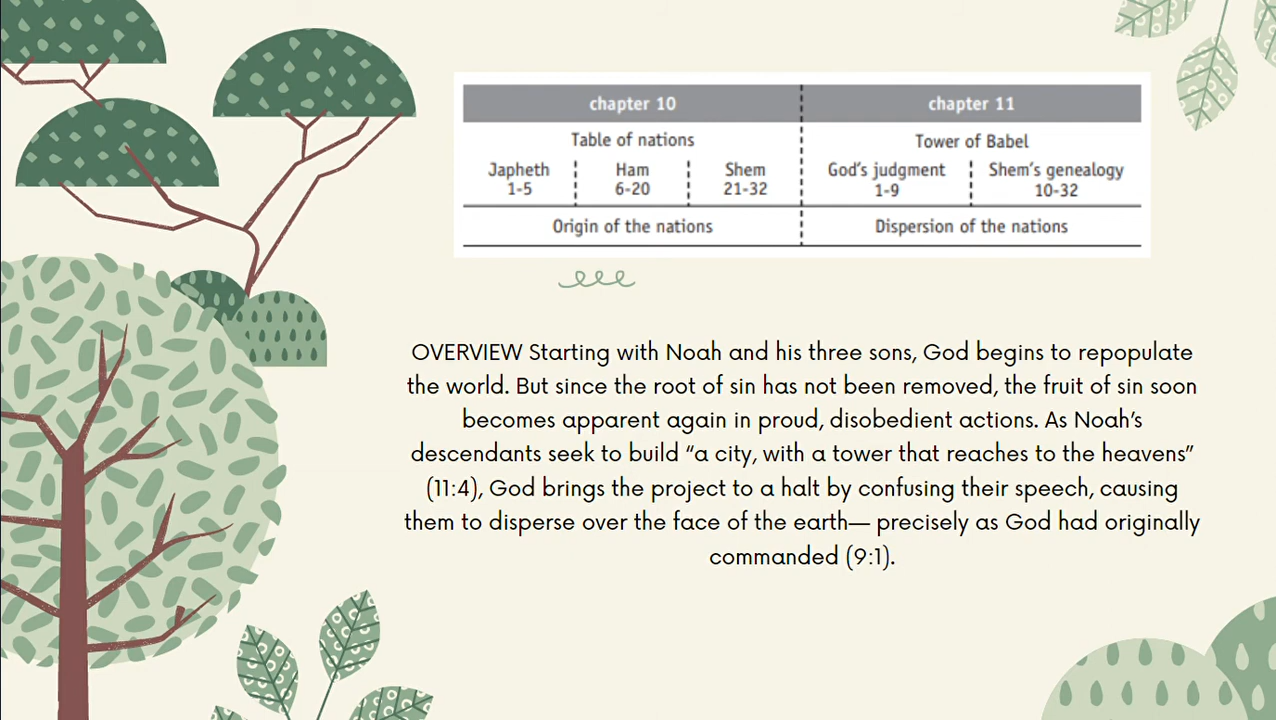 chapter 10 chapter 11
Table of nations Tower of Babel
Japheth Ham Shem God's judgment Shem's genealogy
1-5 6-20 21-32 1-9 10-32
Origin of the nations Dispersion of the nations
OVERVIEW Starting with Noah and his three sons, God begins to repopulate
the world. But since the root of sin has not been removed, the fruit of sin soon
becomes apparent again in proud, disobedient actions. As Noah's
descendants seek to build “a city, with a tower that reaches to the heavens”
(11:4), God brings the project to a halt by confusing their speech, causing
them to disperse over the face of the earth— precisely as God had originally
commanded (9:1).